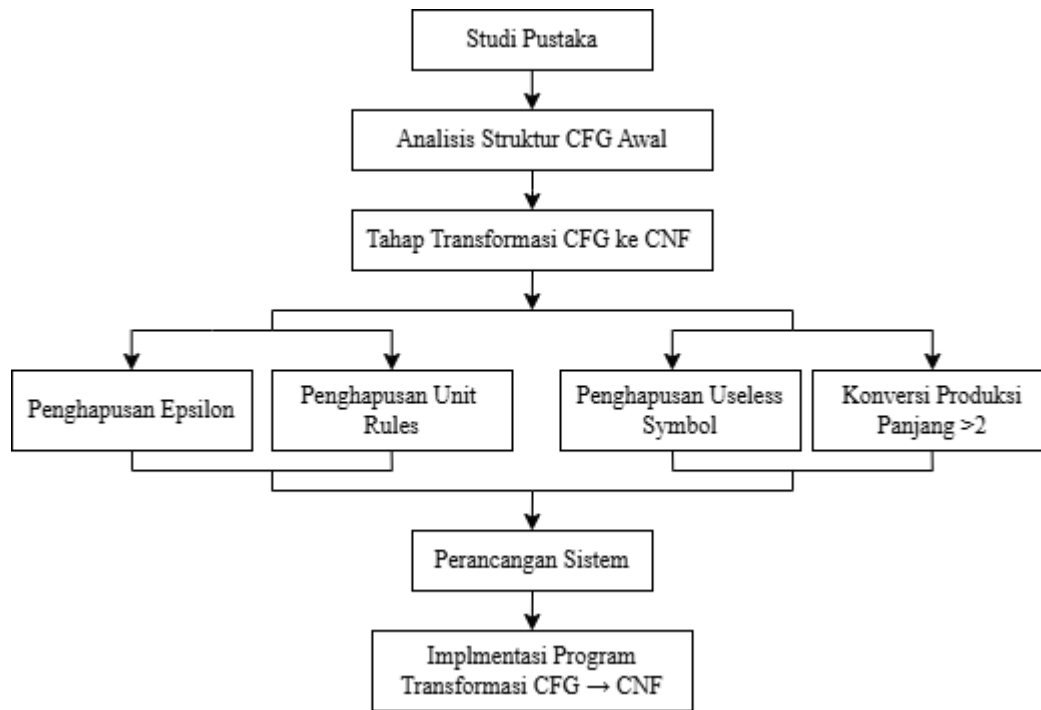 Studi Pustaka
Analisis Struktur CFG Awal
Tahap Transformasi CFG ke CNF
Penghapusan Epsilon
Penghapusan Unit
Rules
Penghapusan Useless
Symbol
Konversi Produksi
Panjang >2
Perancangan Sistem
Implmentasi Program
Transformasi CFG → CNF